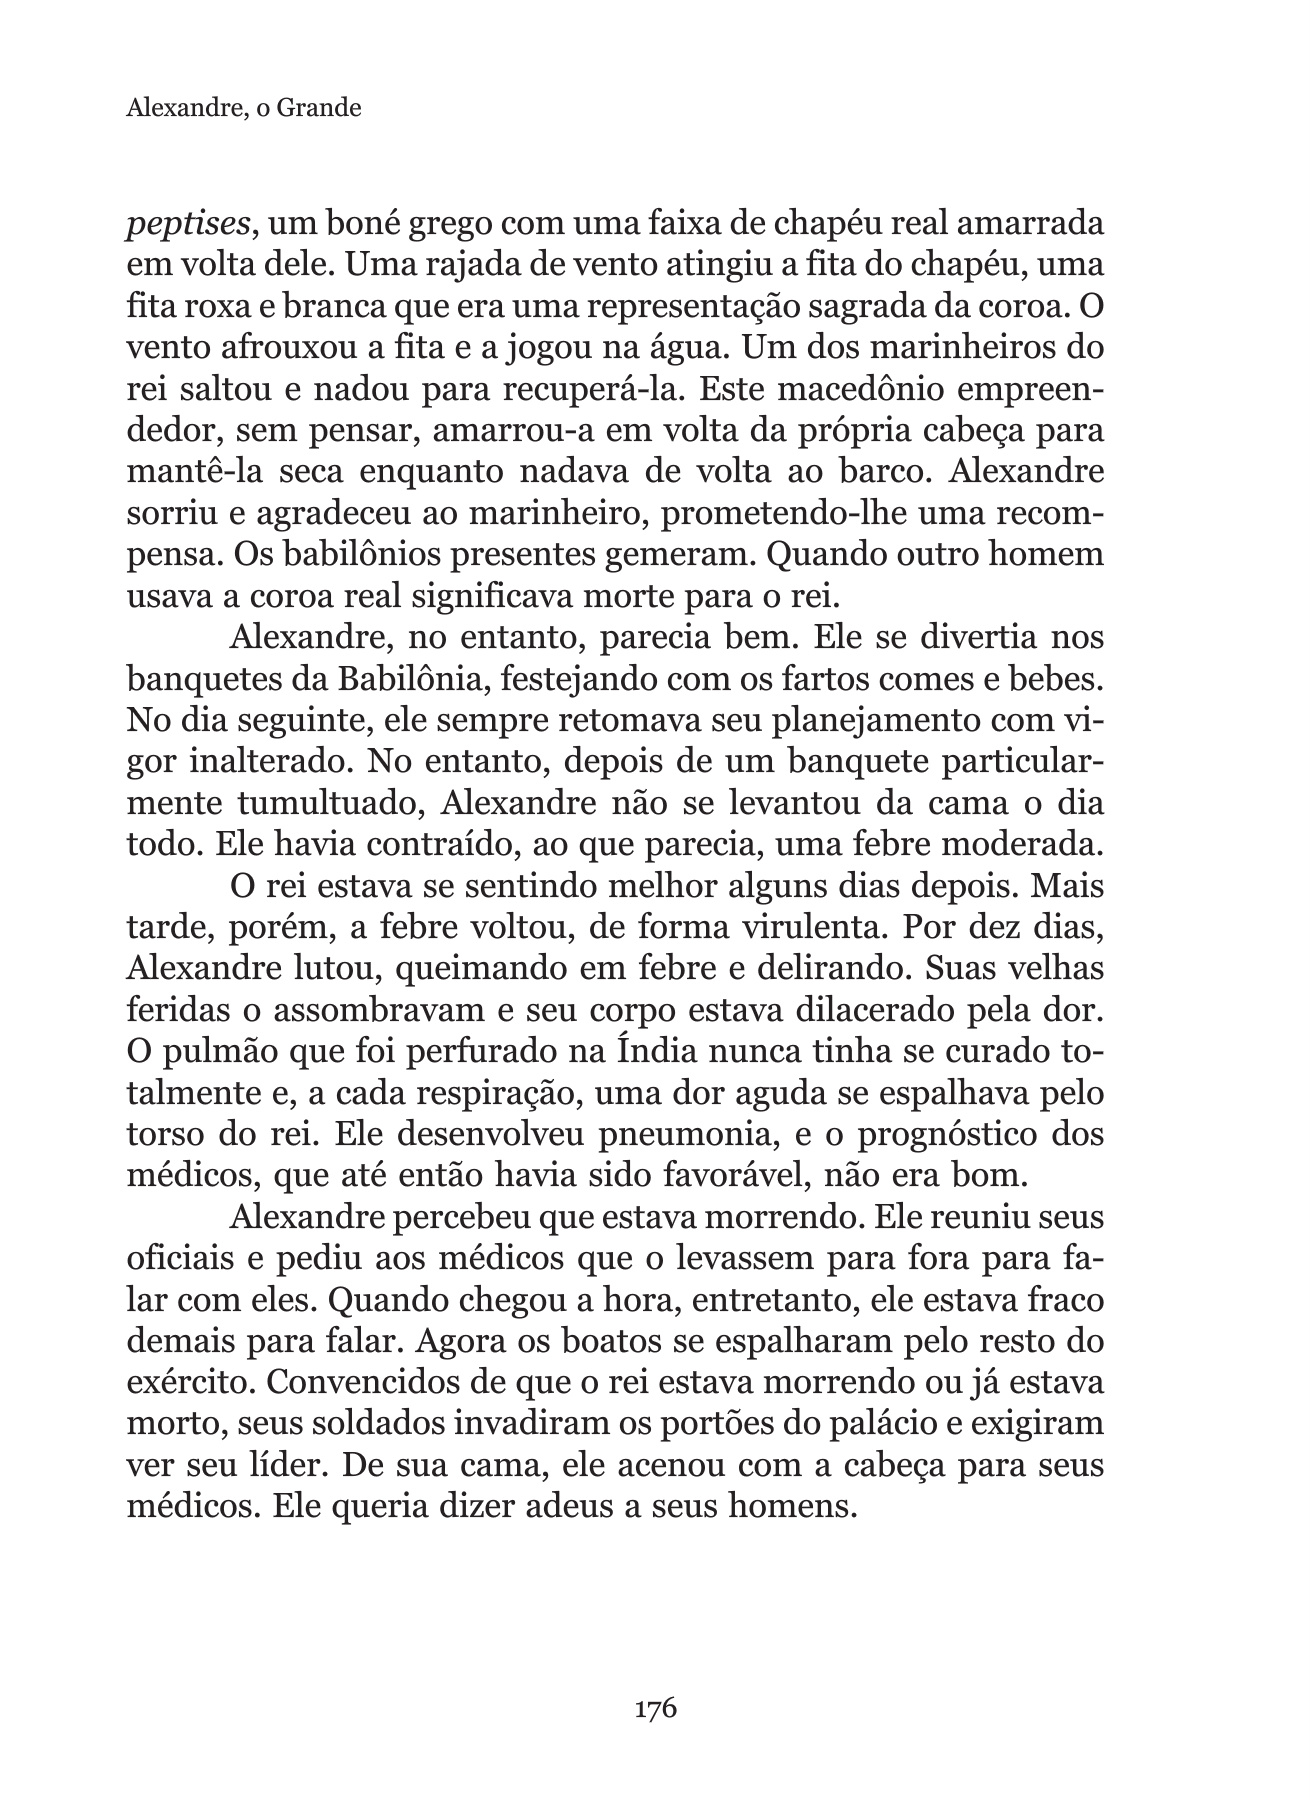 Alexandre, o Grande
peptises, um boné grego com uma faixa de chapéu real amarrada
em volta dele. Uma rajada de vento atingiu a fita do chapéu, uma
fita roxa e branca que era uma representação sagrada da coroa. O
vento afrouxou a fita e a jogou na água. Um dos marinheiros do
rei saltou e nadou para recuperá-la. Este macedônio empreen-
dedor, sem pensar, amarrou-a em volta da própria cabeça para
mantê-la seca enquanto nadava de volta ao barco. Alexandre
sorriu e agradeceu ao marinheiro, prometendo-lhe uma recom-
pensa. Os babilônios presentes gemeram. Quando outro homem
usava a coroa real significava morte para o rei.
Alexandre, no entanto, parecia bem. Ele se divertia nos
banquetes da Babilônia, festejando com os fartos comes e bebes.
No dia seguinte, ele sempre retomava seu planejamento com vi-
gor inalterado. No entanto, depois de um banquete particular-
mente tumultuado, Alexandre não se levantou da cama o dia
todo. Ele havia contraído, ao que parecia, uma febre moderada.
O rei estava se sentindo melhor alguns dias depois. Mais
tarde, porém, a febre voltou, de forma virulenta. Por dez dias,
Alexandre lutou, queimando em febre e delirando. Suas velhas
feridas o assombravam e seu corpo estava dilacerado pela dor.
O pulmão que foi perfurado na Índia nunca tinha se curado to-
talmente e, a cada respiração, uma dor aguda se espalhava pelo
torso do rei. Ele desenvolveu pneumonia, e o prognóstico dos
médicos, que até então havia sido favorável, não era bom.
Alexandre percebeu que estava morrendo. Ele reuniu seus
oficiais e pediu aos médicos que o levassem para fora para fa-
lar com eles. Quando chegou a hora, entretanto, ele estava fraco
demais para falar. Agora os boatos se espalharam pelo resto do
exército. Convencidos de que o rei estava morrendo ou já estava
morto, seus soldados invadiram os portões do palácio e exigiram
ver seu líder. De sua cama, ele acenou com a cabeça para seus
médicos. Ele queria dizer adeus a seus homens.
176